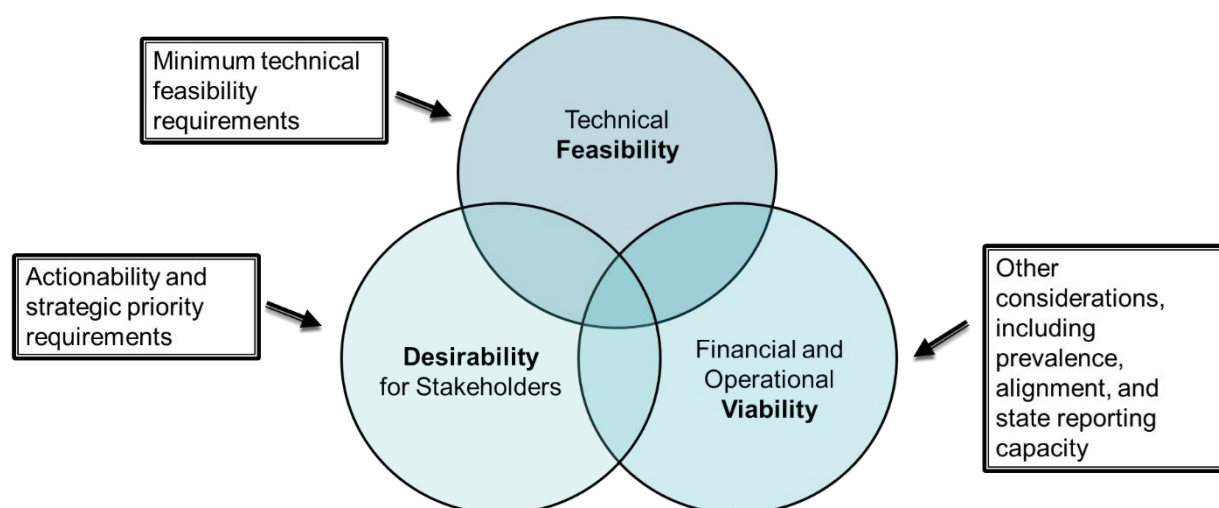 Minimum technical
feasibility
requirements
Technical
Feasibility
Actionability and
strategic priority
requirements
Desirability
for Stakeholders
Financial and
Operational
Viability
Other
considerations,
including
prevalence,
alignment, and
state reporting
capacity